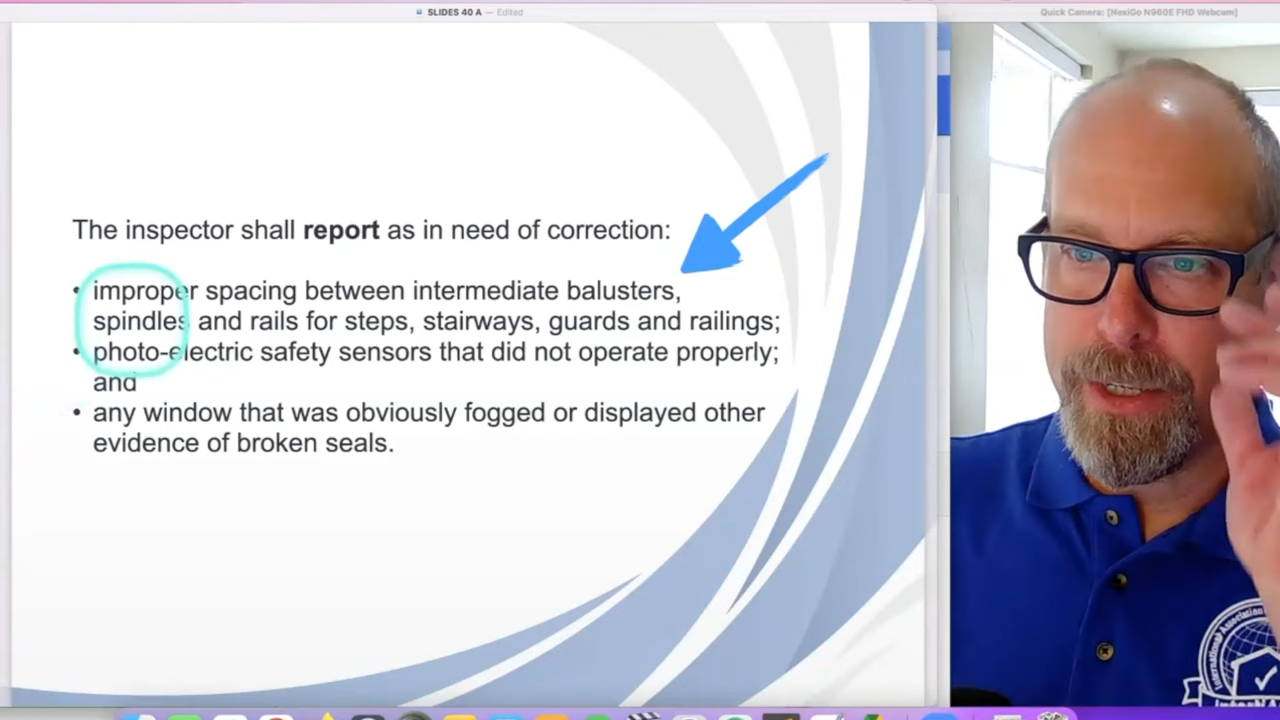 SLIDES 40 A — Edited
Quick Camera: [NexiGo N960E FHD Webcam]
The inspector shall report as in need of correction:
• improper spacing between intermediate balusters,
spindles and rails for steps, stairways, guards and railings;
• photo-electric safety sensors that did not operate properly;
and
• any window that was obviously fogged or displayed other
evidence of broken seals.
International Association